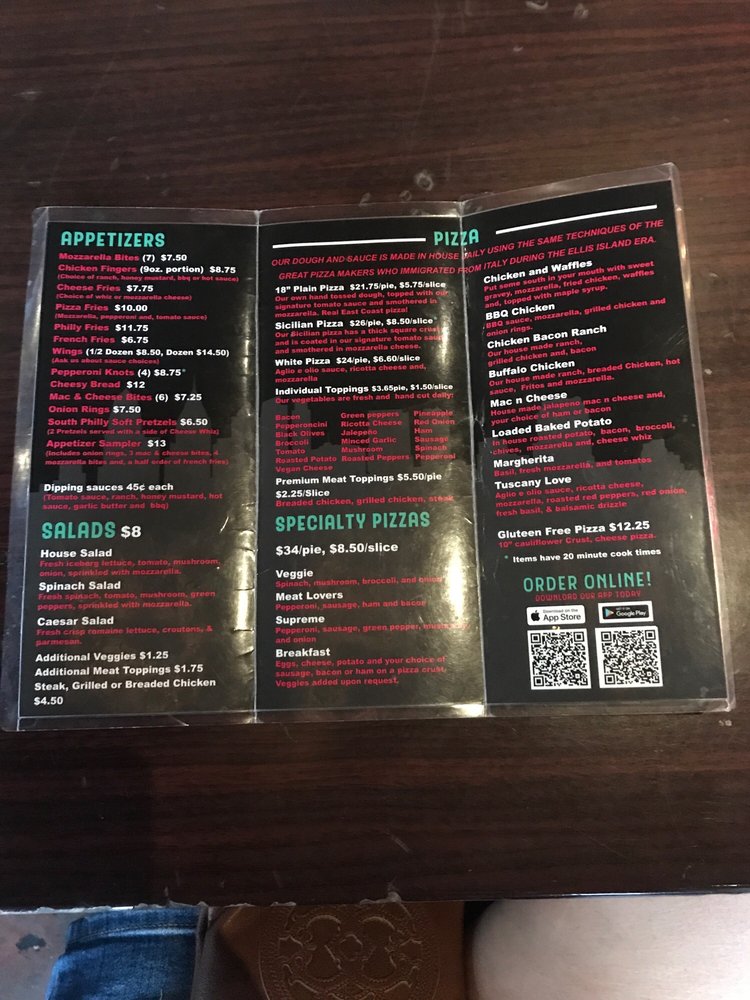 APPETIZERS
Mozzarella Bites (7) $7.50
Chicken Fingers (9oz. portion) $8.75
(Choice of ranch, honey mustard, bbq or hot sauce)
Cheese Fries $7.75
(Choice of whiz or mozzarella cheese)
Pizza Fries $10.00
(Mozzarella, pepperoni and, tomato sauce)
Philly Fries $11.75
French Fries $6.75
Wings (1/2 Dozen $8.50, Dozen $14.50)
(Ask us about sauce choices)
Pepperoni Knots (4) $8.75*
Cheesy Bread $12
Mac & Cheese Bites (6) $7.25
Onion Rings $7.50
South Philly Soft Pretzels $6.50
(2 Pretzels served with a side of Cheese Whiz)
Appetizer Sampler $13
(Includes onion rings, 3 mac & cheese bites, 4
mozzarella bites and, a half order of french fries)
Dipping sauces 45¢ each
(Tomato sauce, ranch, honey mustard, hot
sauce, garlic butter and bbq)
SALADS $8
House Salad
Fresh iceberg lettuce, tomato, mushroom,
onion, sprinkled with mozzarella.
Spinach Salad
Fresh spinach, tomato, mushroom, green
peppers, sprinkled with mozzarella.
Caesar Salad
Fresh crisp romaine lettuce, croutons, &
parmesan.
Additional Veggies $1.25
Additional Meat Toppings $1.75
Steak, Grilled or Breaded Chicken
$4.50
PIZZA
OUR DOUGH AND SAUCE IS MADE IN HOUSE DAILY USING THE SAME TECHNIQUES OF THE
GREAT PIZZA MAKERS WHO IMMIGRATED FROM ITALY DURING THE ELLIS ISLAND ERA.
18" Plain Pizza $21.75/pie, $5.75/slice
Our own hand tossed dough, topped with our
signature tomato sauce and smothered in
mozzarella. Real East Coast pizza!
Sicilian Pizza $26/pie, $8.50/slice*
Our Sicilian pizza has a thick square crust
and is coated in our signature tomato sauce
and smothered in mozzarella cheese.
White Pizza $24/pie, $6.60/slice
Aglio e olio sauce, ricotta cheese and,
mozzarella
Individual Toppings $3.65pie, $1.50/slice
Our vegetables are fresh and hand cut daily:
Bacon
Pepperoncini
Black Olives
Broccoli
Tomato
Roasted Potato
Vegan Cheese
Green peppers
Ricotta Cheese
Jalepeño
Minced Garlic
Mushroom
Roasted Peppers
Pineapple
Red Onion
Ham
Sausage
Spinach
Pepperoni
Premium Meat Toppings $5.50/pie
$2.25/Slice
Breaded chicken, grilled chicken, steak
SPECIALTY PIZZAS
$34/pie, $8.50/slice
Veggie
Spinach, mushroom, broccoli, and onion
Meat Lovers
Pepperoni, sausage, ham and bacon
Supreme
Pepperoni, sausage, green pepper,
and onion
Breakfast
Eggs, cheese, potato and your choice of
sausage, bacon or ham on a pizza crust.
Veggies added upon request.
Chicken and Waffles
Put some south in your mouth with sweet
gravey, mozzarella, fried chicken, waffles
and, topped with maple syrup.
BBQ Chicken
BBQ sauce, mozzarella, grilled chicken and
onion rings.
Chicken Bacon Ranch
Our house made ranch,
grilled chicken and, bacon
Buffalo Chicken
Our house made ranch, breaded Chicken, hot
sauce, Fritos and mozzarella.
Mac n Cheese
House made jalapeno mac n cheese and,
your choice of ham or bacon
Loaded Baked Potato
In house roasted potato, bacon, broccoli,
chives, mozzarella and, cheese whiz
Margherita
Basil, fresh mozzarella, and tomatos
Tuscany Love
Aglio e olio sauce, ricotta cheese,
mozzarella, roasted red peppers, red onion,
fresh basil, & balsamic drizzle
Gluteen Free Pizza $12.25
10" cauliflower Crust, cheese pizza.
* Items have 20 minute cook times
ORDER ONLINE!
DOWNLOAD OUR APP TODAY
Download on the
App Store
GET IT ON
Google Play